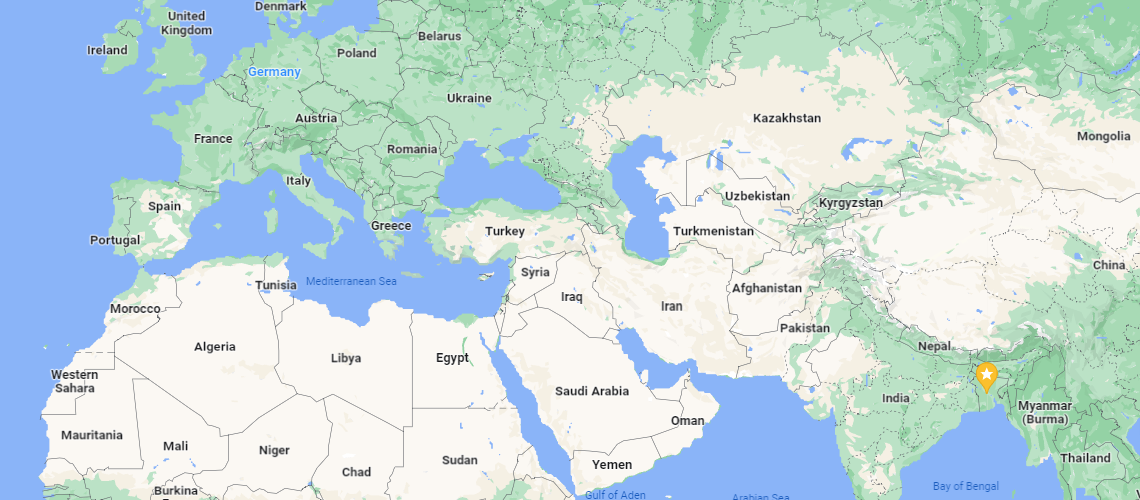 Denmark
United
Kingdom
Ireland
Belarus
Poland
Germany
Ukraine
Austria
Kazakhstan
France
Mongolia
Romania
Italy
Uzbekistan
Kyrgyzstan
Spain
Greece
Portugal
Turkey
Turkmenistan
China
Syria
Mediterranean Sea
Tunisia
Afghanistan
Iraq
Iran
Morocco
Pakistan
Algeria
Nepal
Libya
Egypt
Western
Sahara
Saudi Arabia
India
Myanmar
(Burma)
Oman
Mauritania
Mali
Niger
Thailand
Sudan
Yemen
Chad
Bay of Bengal
Burkina
Gulf of Aden
Arabian Sea